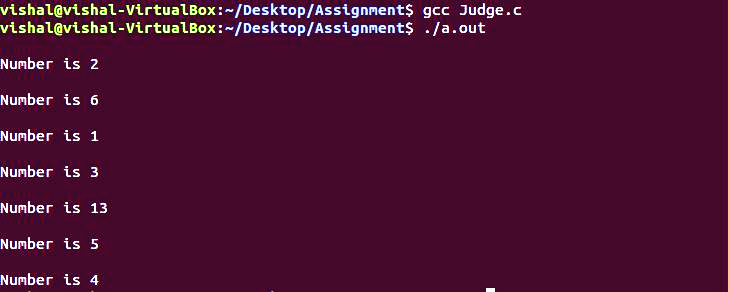 vishal@vishal-VirtualBox:~/Desktop/Assignment$ gcc Judge.c
vishal@vishal-VirtualBox:~/Desktop/Assignment$ ./a.out
Number is 2
Number is 6
Number is 1
Number is 3
Number is 13
Number is 5
Number is 4